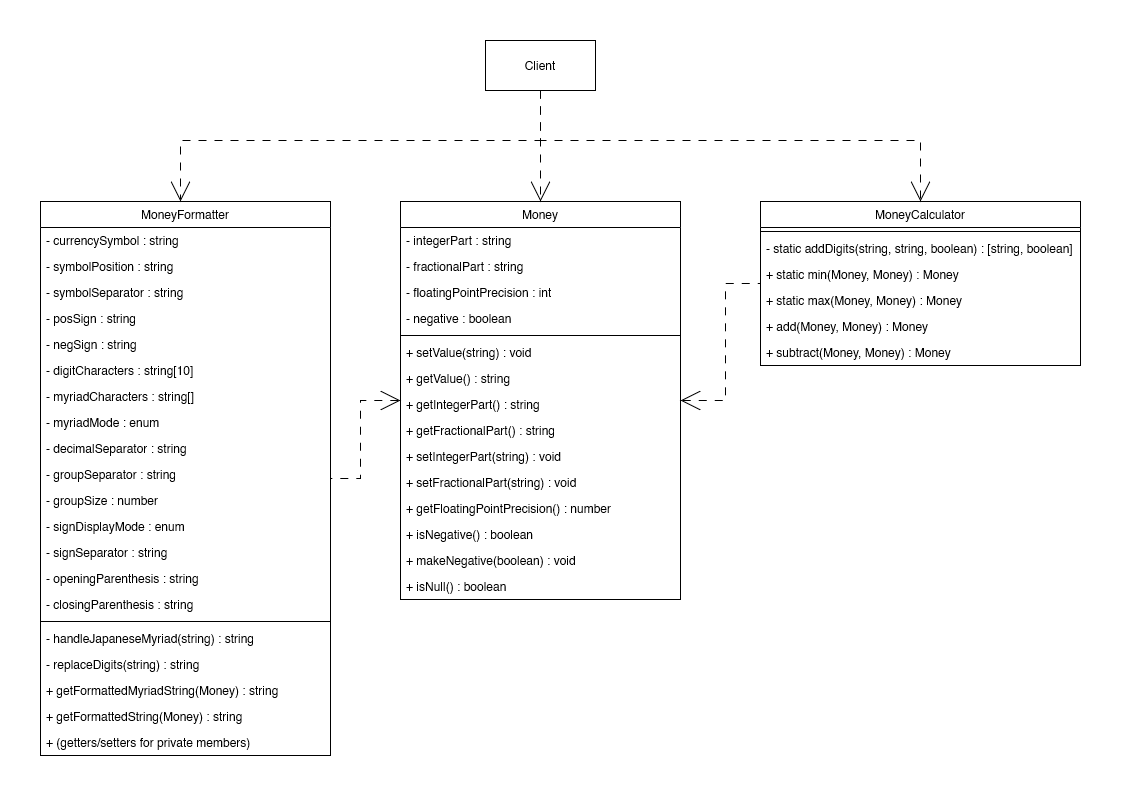 Client
MoneyFormatter
- currencySymbol : string
- symbolPosition : string
- symbolSeparator : string
- posSign : string
- negSign : string
- digitCharacters : string[10]
- myriadCharacters : string[]
- myriadMode : enum
- decimalSeparator : string
- groupSeparator : string
- groupSize : number
- signDisplayMode : enum
- signSeparator : string
- openingParenthesis : string
- closingParenthesis : string
- handleJapaneseMyriad(string) : string
- replaceDigits(string) : string
+ getFormattedMyriadString(Money) : string
+ getFormattedString(Money) : string
+ (getters/setters for private members)
Money
- integerPart : string
- fractionalPart : string
- floatingPointPrecision : int
- negative : boolean
+ setValue(string) : void
+ getValue() : string
+ getIntegerPart() : string
+ getFractionalPart() : string
+ setIntegerPart(string) : void
+ setFractionalPart(string) : void
+ getFloatingPointPrecision() : number
+ isNegative() : boolean
+ makeNegative(boolean) : void
+ isNull() : boolean
MoneyCalculator
- static addDigits(string, string, boolean) : [string, boolean]
+ static min(Money, Money) : Money
+ static max(Money, Money) : Money
+ add(Money, Money) : Money
+ subtract(Money, Money) : Money